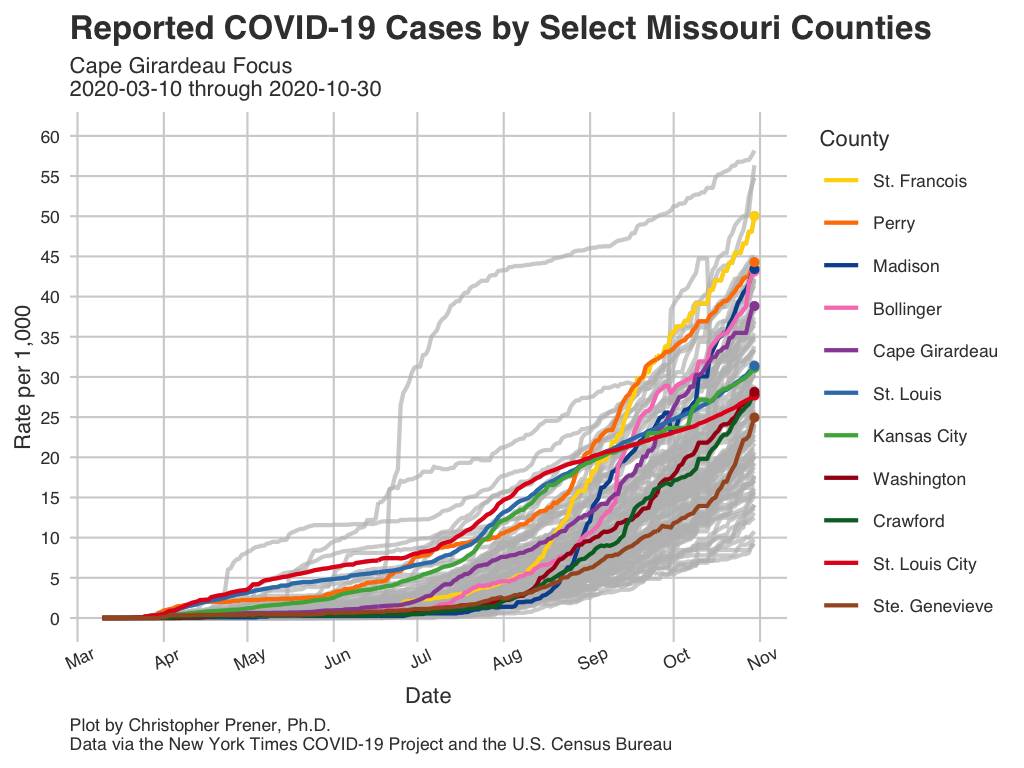 Reported COVID-19 Cases by Select Missouri Counties
Cape Girardeau Focus
2020-03-10 through 2020-10-30
Rate per 1,000
60
55
50
45
40
35
30
25
20
15
10
5
0
Mar
Apr
May
Jun
Jul
Aug
Sep
Oct
Nov
Date
County
St. Francois
Perry
Madison
Bollinger
Cape Girardeau
St. Louis
Kansas City
Washington
Crawford
St. Louis City
Ste. Genevieve
Plot by Christopher Prener, Ph.D.
Data via the New York Times COVID-19 Project and the U.S. Census Bureau